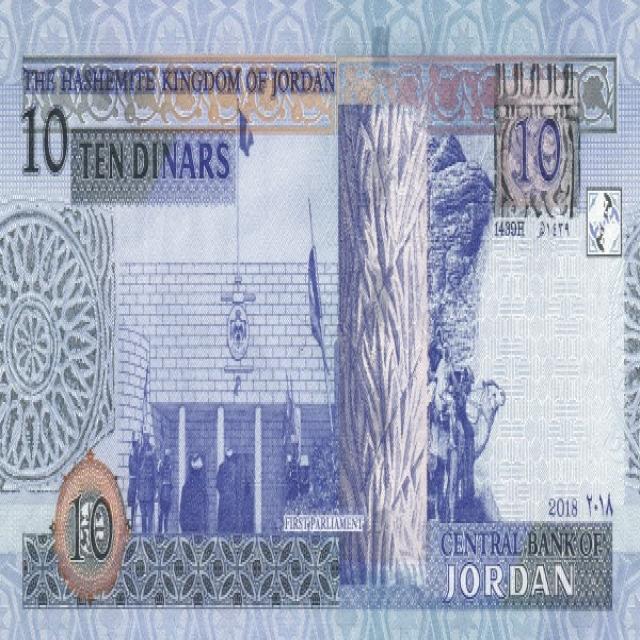 THE HASHEMITE KINGDOM OF JORDAN
10
TEN DINARS
10
1439H ١٤٣٩هـ
FIRST PARLIAMENT
10
2018 ٢٠١٨
CENTRAL BANK OF
JORDAN